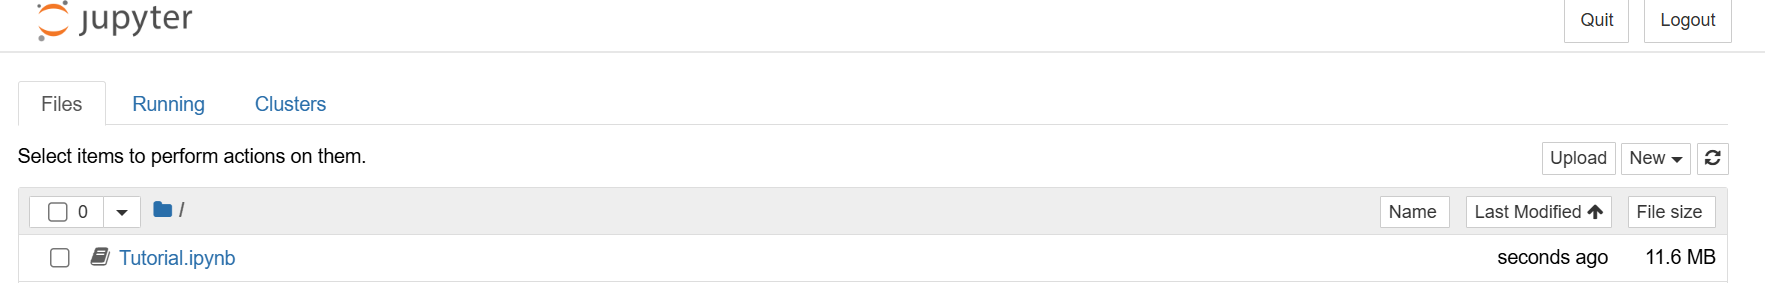 jupyter
Quit Logout
Files Running Clusters
Select items to perform actions on them.
Upload New
0 / Name Last Modified File size
Tutorial.ipynb seconds ago 11.6 MB